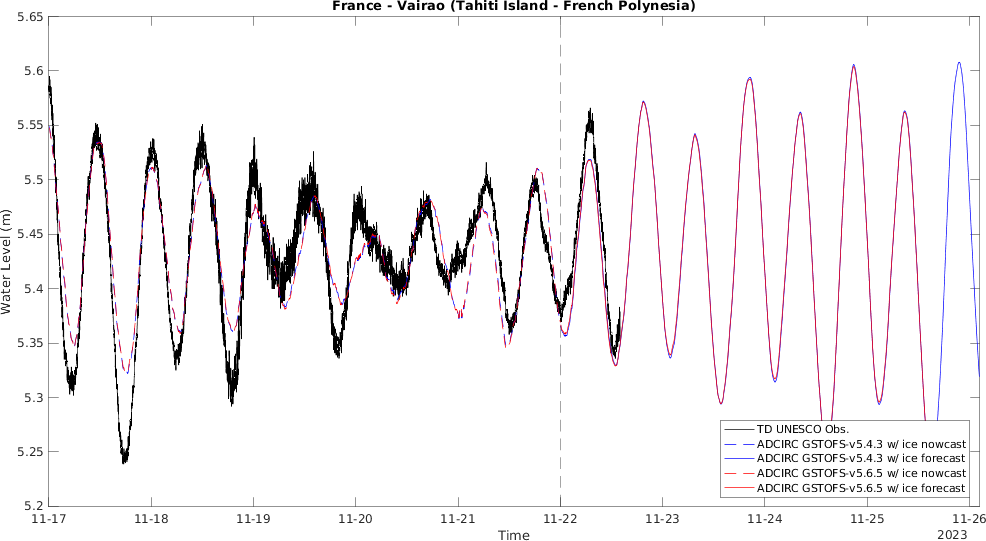 France - Vairao (Tahiti Island - French Polynesia)
5.65
5.6
5.55
5.5
5.45
5.4
5.35
5.3
5.25
5.2
Water Level (m)
11-17
11-18
11-19
11-20
11-21
11-22
11-23
11-24
11-25
11-26
Time
2023
TD UNESCO Obs.
ADCIRC GSTOFS-v5.4.3 w/ ice nowcast
ADCIRC GSTOFS-v5.4.3 w/ ice forecast
ADCIRC GSTOFS-v5.6.5 w/ ice nowcast
ADCIRC GSTOFS-v5.6.5 w/ ice forecast